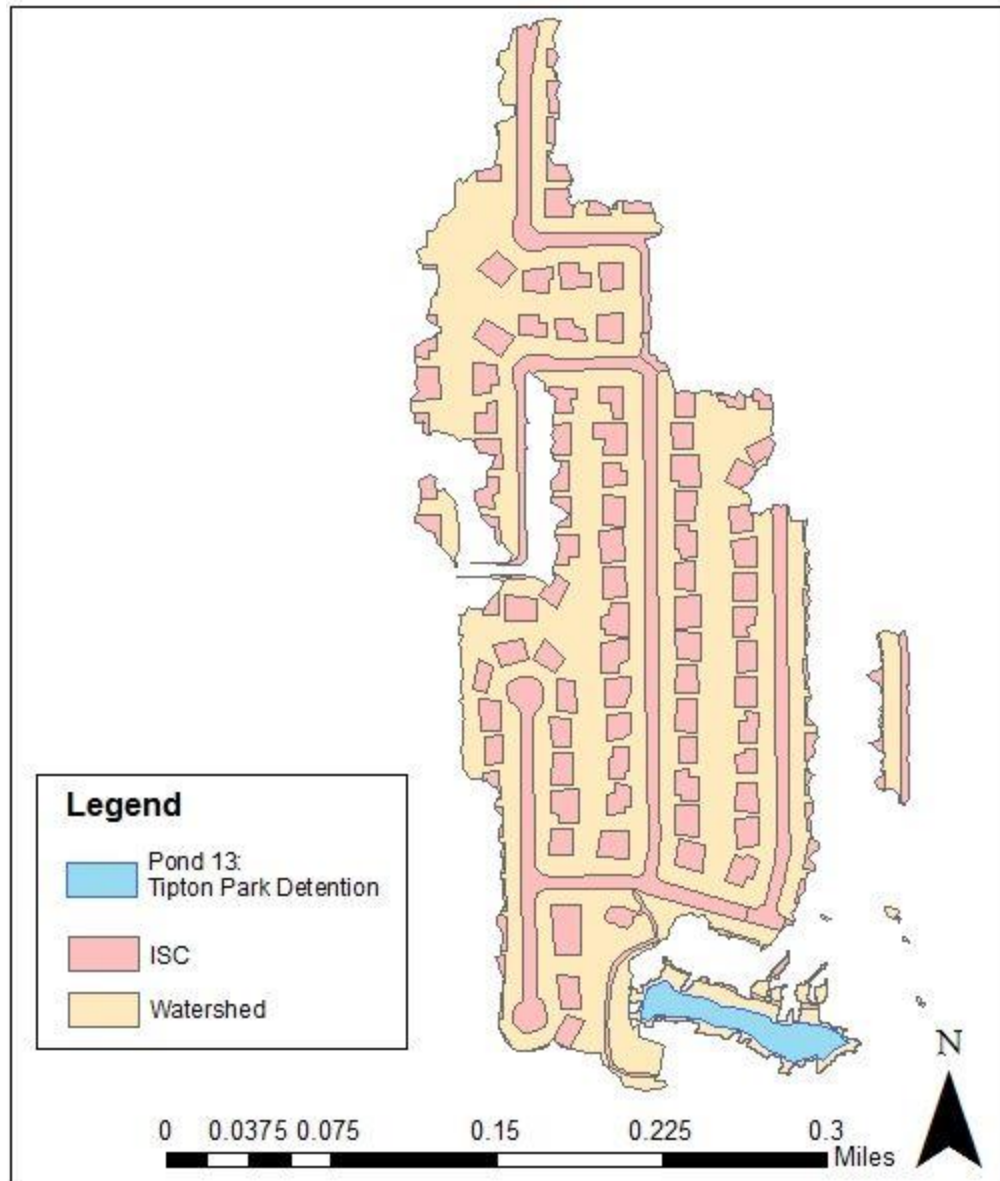 Legend
Pond 13:
Tipton Park Detention
ISC
Watershed
N
0 0.0375 0.075 0.15 0.225 0.3
Miles